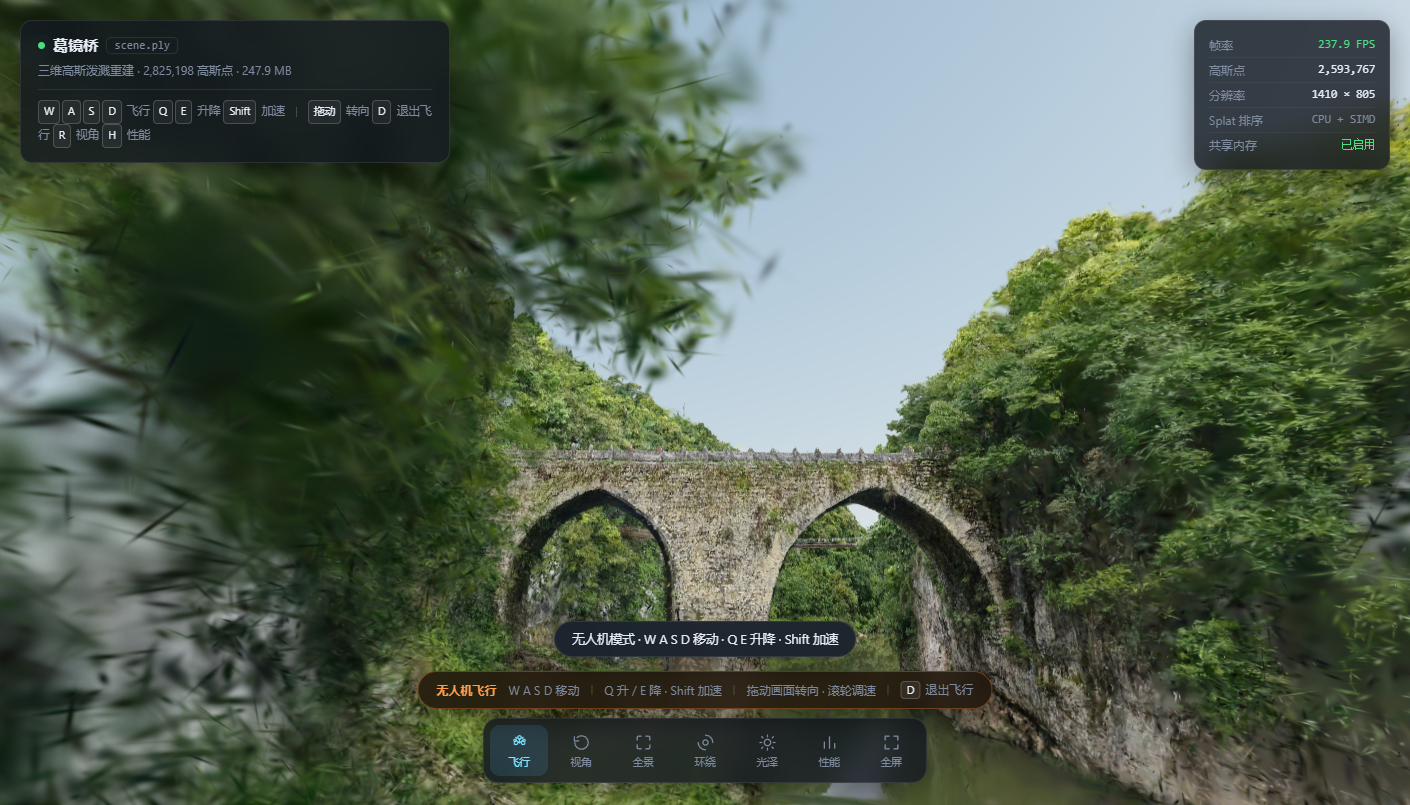 葛镜桥 scene.ply
三维高斯泼溅重建 · 2,825,198 高斯点 · 247.9 MB
W A S D 飞行 Q E 升降 Shift 加速 | 拖动 转向 D 退出飞
行 R 视角 H 性能
帧率 237.9 FPS
高斯点 2,593,767
分辨率 1410 × 805
Splat 排序 CPU + SIMD
共享内存 已启用
无人机模式 · W A S D 移动 · Q E 升降 · Shift 加速
无人机飞行 W A S D 移动 | Q 升 / E 降 · Shift 加速 | 拖动画面转向 · 滚轮调速 | D 退出飞行
飞行 视角 全景 环绕 光泽 性能 全屏